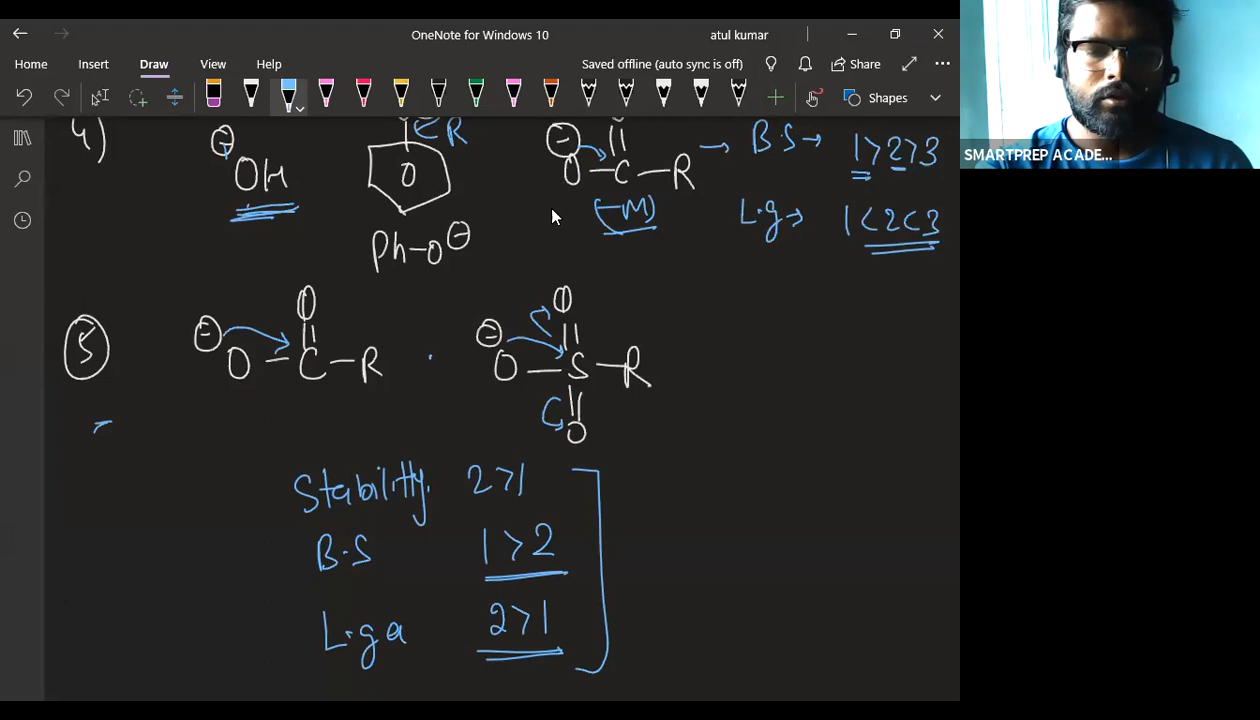 OneNote for Windows 10
atul kumar
Home Insert Draw View Help
Saved offline (auto sync is off)
Share
Shapes
SMARTPREP ACADE...
4)
⊖
OH
R
Ph-O⊖
⊖
O-C-R → B.S → 1>2>3
(-M)
L.g → 1<2<3
5
⊖ O O-C-R
⊖ O O-S-R O
Stabilitty. 2>1
B.S 1>2
L.g a 2>1